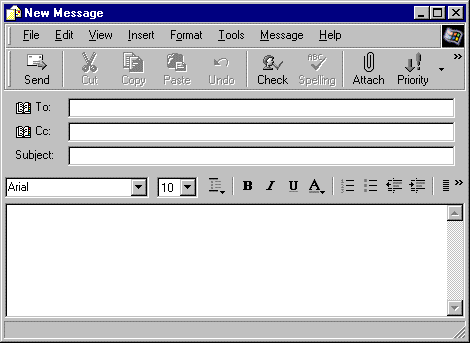 New Message
File Edit View Insert Format Tools Message Help
Send Cut Copy Paste Undo Check ABC Spelling Attach Priority »
To:
Cc:
Subject:
Arial 10 B I U A »